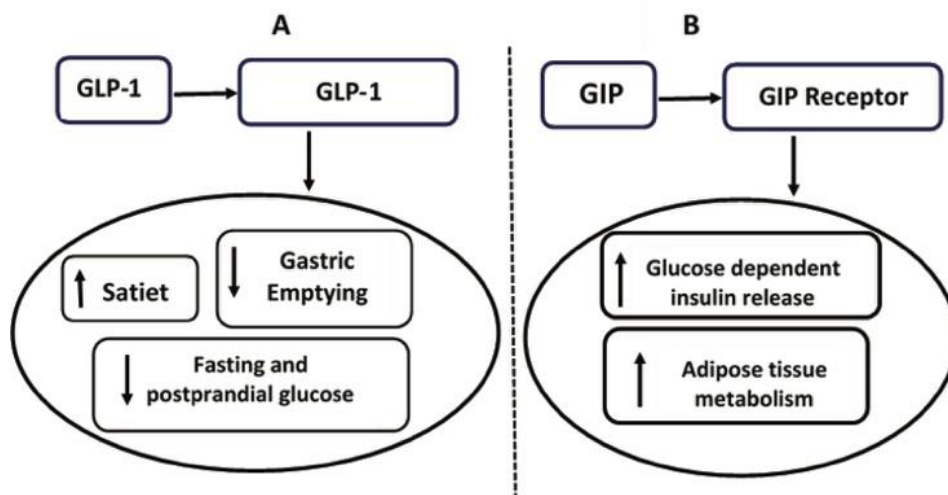 A
GLP-1
GLP-1
Satiet
Gastric
Emptying
Fasting and
postprandial glucose
B
GIP
GIP Receptor
Glucose dependent
insulin release
Adipose tissue
metabolism